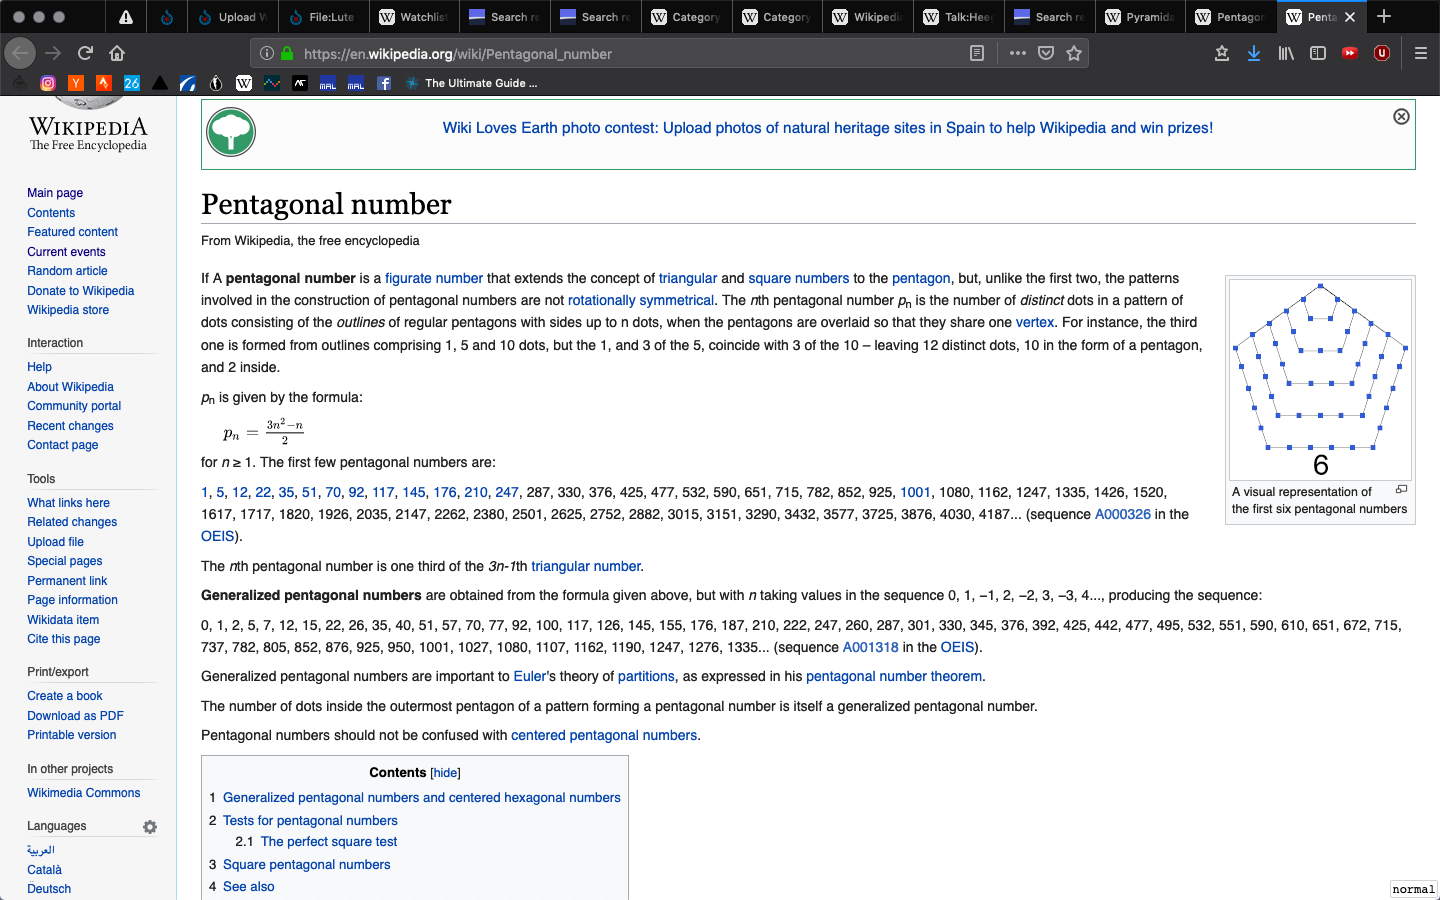 Upload W
File:Lute
Watchlist
Search re
Search re
Category
Category
Wikipedi
Talk:Heeg
Search re
Pyramida
Pentagon
Penta
https://en.wikipedia.org/wiki/Pentagonal_number
26
MAL
MAL
The Ultimate Guide ...
WIKIPEDIA
The Free Encyclopedia
Main page
Contents
Featured content
Current events
Random article
Donate to Wikipedia
Wikipedia store
Interaction
Help
About Wikipedia
Community portal
Recent changes
Contact page
Tools
What links here
Related changes
Upload file
Special pages
Permanent link
Page information
Wikidata item
Cite this page
Print/export
Create a book
Download as PDF
Printable version
In other projects
Wikimedia Commons
Languages
العربية
Català
Deutsch
Wiki Loves Earth photo contest: Upload photos of natural heritage sites in Spain to help Wikipedia and win prizes!
Pentagonal number
From Wikipedia, the free encyclopedia
If A pentagonal number is a figurate number that extends the concept of triangular and square numbers to the pentagon, but, unlike the first two, the patterns
involved in the construction of pentagonal numbers are not rotationally symmetrical. The nth pentagonal number pn is the number of distinct dots in a pattern of
dots consisting of the outlines of regular pentagons with sides up to n dots, when the pentagons are overlaid so that they share one vertex. For instance, the third
one is formed from outlines comprising 1, 5 and 10 dots, but the 1, and 3 of the 5, coincide with 3 of the 10 – leaving 12 distinct dots, 10 in the form of a pentagon,
and 2 inside.
pn is given by the formula:
pn = 3n²−n
2
for n ≥ 1. The first few pentagonal numbers are:
1, 5, 12, 22, 35, 51, 70, 92, 117, 145, 176, 210, 247, 287, 330, 376, 425, 477, 532, 590, 651, 715, 782, 852, 925, 1001, 1080, 1162, 1247, 1335, 1426, 1520,
1617, 1717, 1820, 1926, 2035, 2147, 2262, 2380, 2501, 2625, 2752, 2882, 3015, 3151, 3290, 3432, 3577, 3725, 3876, 4030, 4187... (sequence A000326 in the
OEIS).
The nth pentagonal number is one third of the 3n-1th triangular number.
Generalized pentagonal numbers are obtained from the formula given above, but with n taking values in the sequence 0, 1, −1, 2, −2, 3, −3, 4..., producing the sequence:
0, 1, 2, 5, 7, 12, 15, 22, 26, 35, 40, 51, 57, 70, 77, 92, 100, 117, 126, 145, 155, 176, 187, 210, 222, 247, 260, 287, 301, 330, 345, 376, 392, 425, 442, 477, 495, 532, 551, 590, 610, 651, 672, 715,
737, 782, 805, 852, 876, 925, 950, 1001, 1027, 1080, 1107, 1162, 1190, 1247, 1276, 1335... (sequence A001318 in the OEIS).
Generalized pentagonal numbers are important to Euler's theory of partitions, as expressed in his pentagonal number theorem.
The number of dots inside the outermost pentagon of a pattern forming a pentagonal number is itself a generalized pentagonal number.
Pentagonal numbers should not be confused with centered pentagonal numbers.
Contents [hide]
1 Generalized pentagonal numbers and centered hexagonal numbers
2 Tests for pentagonal numbers
2.1 The perfect square test
3 Square pentagonal numbers
4 See also
6
A visual representation of
the first six pentagonal numbers
normal